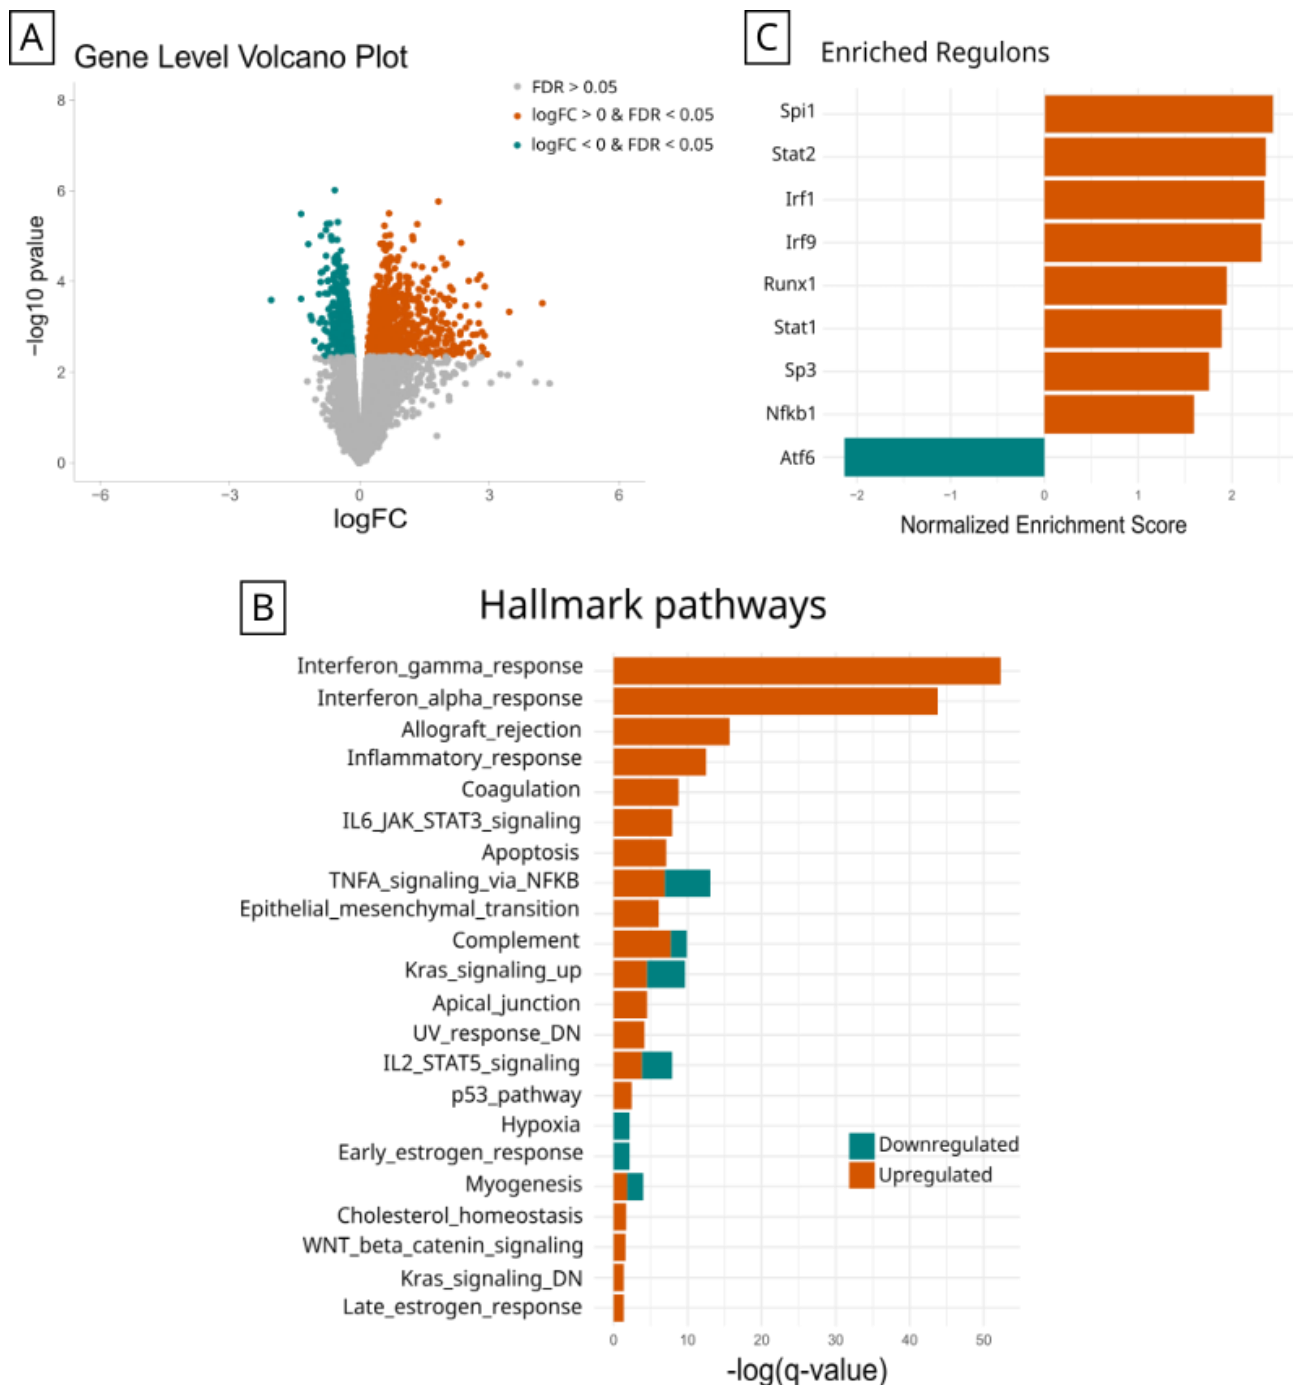 A
Gene Level Volcano Plot
FDR > 0.05
logFC > 0 & FDR < 0.05
logFC < 0 & FDR < 0.05
8
6
4
2
0
−log10 pvalue
−6
−3
0
3
6
logFC
C
Enriched Regulons
Spi1
Stat2
Irf1
Irf9
Runx1
Stat1
Sp3
Nfkb1
Atf6
−2
−1
0
1
2
Normalized Enrichment Score
B
Hallmark pathways
Interferon_gamma_response
Interferon_alpha_response
Allograft_rejection
Inflammatory_response
Coagulation
IL6_JAK_STAT3_signaling
Apoptosis
TNFA_signaling_via_NFKB
Epithelial_mesenchymal_transition
Complement
Kras_signaling_up
Apical_junction
UV_response_DN
IL2_STAT5_signaling
p53_pathway
Hypoxia
Early_estrogen_response
Myogenesis
Cholesterol_homeostasis
WNT_beta_catenin_signaling
Kras_signaling_DN
Late_estrogen_response
Downregulated
Upregulated
0
10
20
30
40
50
-log(q-value)